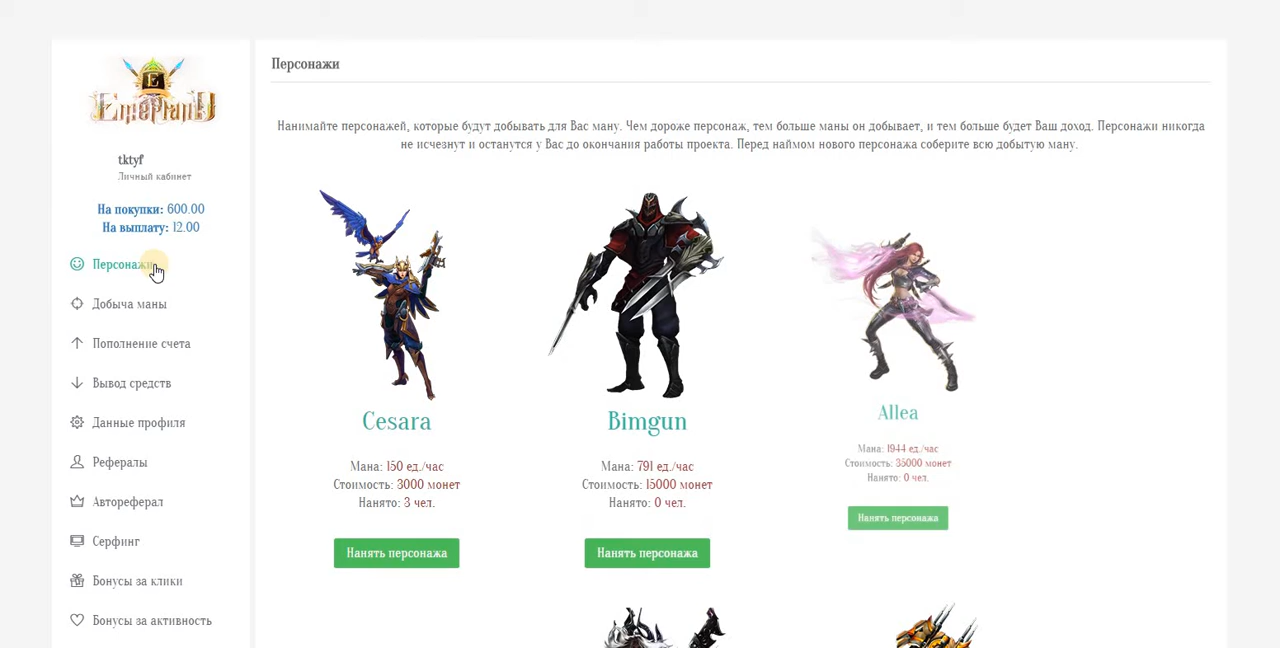 Персонажи
EmerlanD
E
tktyf
Личный кабинет
На покупки: 600.00
На выплату: 12.00
Персонажи
Добыча маны
Пополнение счета
Вывод средств
Данные профиля
Рефералы
Автореферал
Серфинг
Бонусы за клики
Бонусы за активность
Нанимайте персонажей, которые будут добывать для Вас ману. Чем дороже персонаж, тем больше маны он добывает, и тем больше будет Ваш доход. Персонажи никогда
не исчезнут и останутся у Вас до окончания работы проекта. Перед наймом нового персонажа соберите всю добытую ману.
Cesara
Мана: 150 ед./час
Стоимость: 3000 монет
Нанято: 3 чел.
Нанять персонажа
Bimgun
Мана: 791 ед./час
Стоимость: 15000 монет
Нанято: 0 чел.
Нанять персонажа
Allea
Мана: 1944 ед./час
Стоимость: 35000 монет
Нанято: 0 чел.
Нанять персонажа